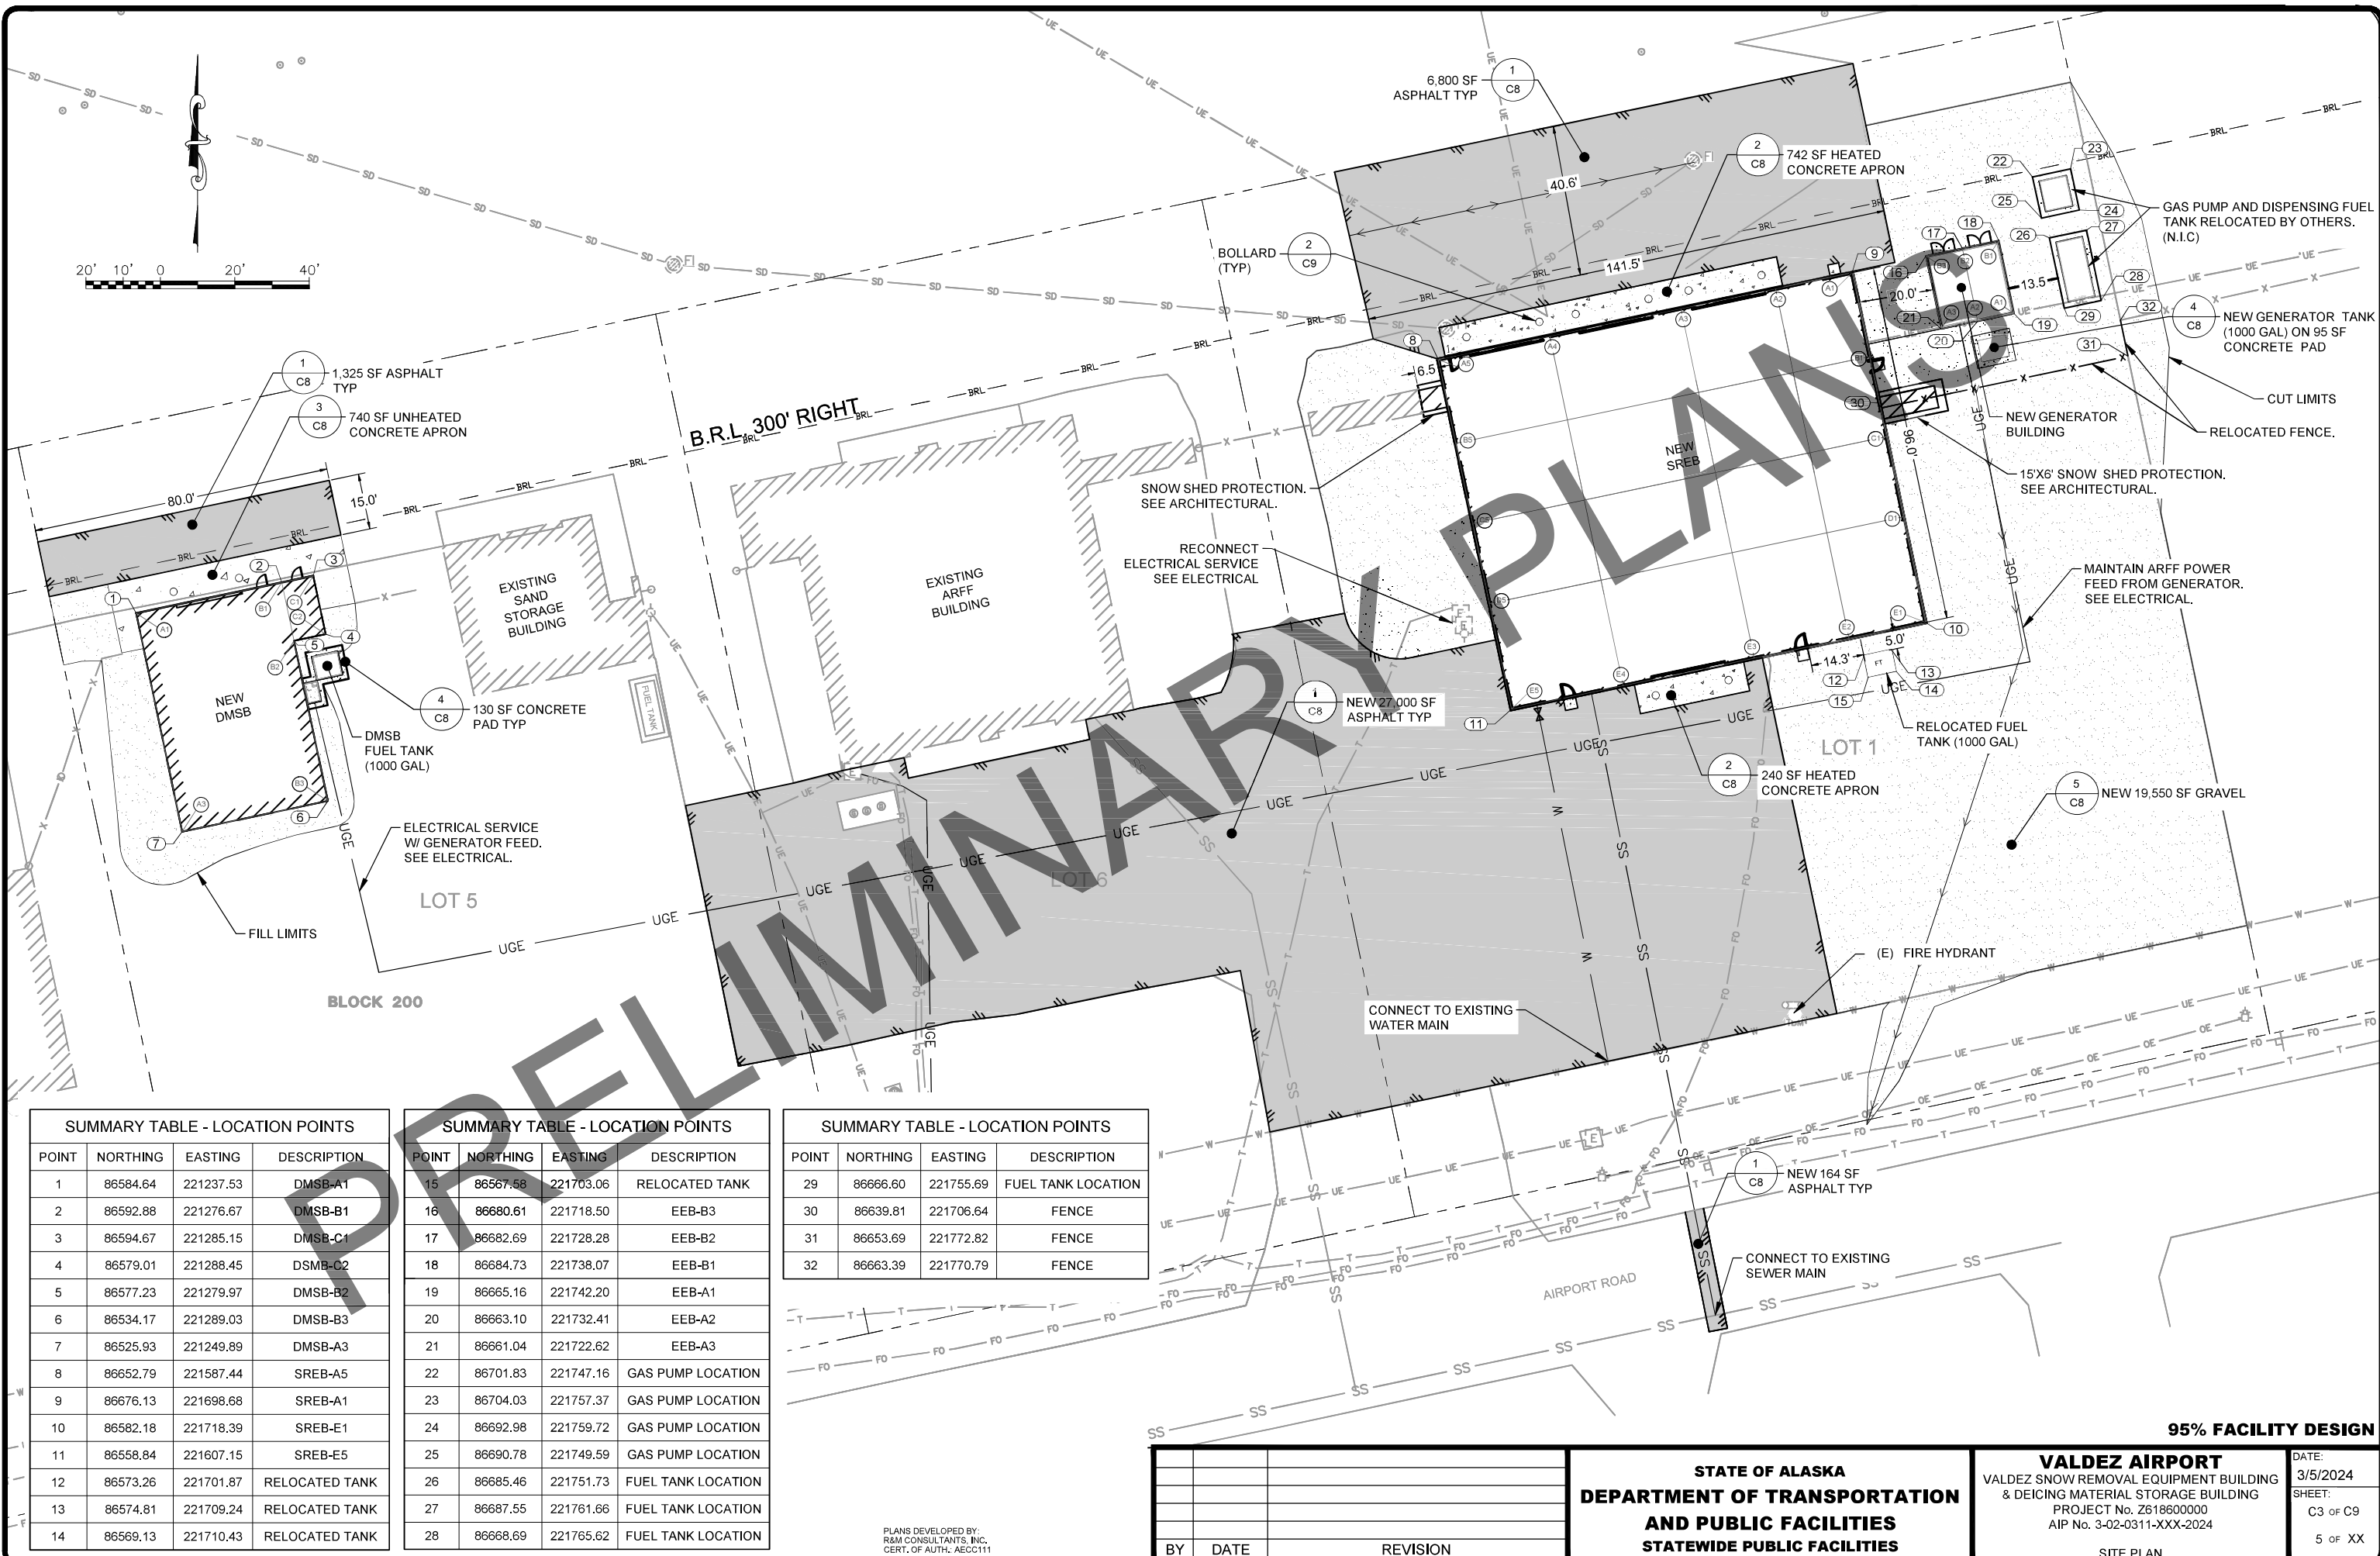 6,800 SF
ASPHALT TYP
1
C8
2
C8
742 SF HEATED
CONCRETE APRON
40.6'
141.5'
BOLLARD
(TYP)
2
C9
GAS PUMP AND DISPENSING FUEL
TANK RELOCATED BY OTHERS.
(N.I.C)
4
C8
NEW GENERATOR TANK
(1000 GAL) ON 95 SF
CONCRETE PAD
20.0'
13.5
CUT LIMITS
NEW GENERATOR
BUILDING
RELOCATED FENCE.
15'X6' SNOW SHED PROTECTION.
SEE ARCHITECTURAL.
96.0'
6.5
20' 10' 0 20' 40'
1
C8
1,325 SF ASPHALT
TYP
3
C8
740 SF UNHEATED
CONCRETE APRON
B.R.L. 300' RIGHT
80.0'
15.0'
SNOW SHED PROTECTION.
SEE ARCHITECTURAL.
NEW
SREB
RECONNECT
ELECTRICAL SERVICE
SEE ELECTRICAL
EXISTING
SAND
STORAGE
BUILDING
EXISTING
ARFF
BUILDING
MAINTAIN ARFF POWER
FEED FROM GENERATOR.
SEE ELECTRICAL.
NEW
DMSB
FUEL TANK
4
C8
130 SF CONCRETE
PAD TYP
DMSB
FUEL TANK
(1000 GAL)
1
C8
NEW 27,000 SF
ASPHALT TYP
14.3'
5.0'
FT
RELOCATED FUEL
TANK (1000 GAL)
LOT 1
2
C8
240 SF HEATED
CONCRETE APRON
5
C8
NEW 19,550 SF GRAVEL
ELECTRICAL SERVICE
W/ GENERATOR FEED.
SEE ELECTRICAL.
LOT 5
LOT 6
FILL LIMITS
BLOCK 200
(E) FIRE HYDRANT
CONNECT TO EXISTING
WATER MAIN
1
C8
NEW 164 SF
ASPHALT TYP
CONNECT TO EXISTING
SEWER MAIN
AIRPORT ROAD
PRELIMINARY PLANS
SUMMARY TABLE - LOCATION POINTS
POINT NORTHING EASTING DESCRIPTION
1 86584.64 221237.53 DMSB-A1
2 86592.88 221276.67 DMSB-B1
3 86594.67 221285.15 DMSB-C1
4 86579.01 221288.45 DSMB-C2
5 86577.23 221279.97 DMSB-B2
6 86534.17 221289.03 DMSB-B3
7 86525.93 221249.89 DMSB-A3
8 86652.79 221587.44 SREB-A5
9 86676.13 221698.68 SREB-A1
10 86582.18 221718.39 SREB-E1
11 86558.84 221607.15 SREB-E5
12 86573.26 221701.87 RELOCATED TANK
13 86574.81 221709.24 RELOCATED TANK
14 86569.13 221710.43 RELOCATED TANK
SUMMARY TABLE - LOCATION POINTS
POINT NORTHING EASTING DESCRIPTION
15 86567.58 221703.06 RELOCATED TANK
16 86680.61 221718.50 EEB-B3
17 86682.69 221728.28 EEB-B2
18 86684.73 221738.07 EEB-B1
19 86665.16 221742.20 EEB-A1
20 86663.10 221732.41 EEB-A2
21 86661.04 221722.62 EEB-A3
22 86701.83 221747.16 GAS PUMP LOCATION
23 86704.03 221757.37 GAS PUMP LOCATION
24 86692.98 221759.72 GAS PUMP LOCATION
25 86690.78 221749.59 GAS PUMP LOCATION
26 86685.46 221751.73 FUEL TANK LOCATION
27 86687.55 221761.66 FUEL TANK LOCATION
28 86668.69 221765.62 FUEL TANK LOCATION
SUMMARY TABLE - LOCATION POINTS
POINT NORTHING EASTING DESCRIPTION
29 86666.60 221755.69 FUEL TANK LOCATION
30 86639.81 221706.64 FENCE
31 86653.69 221772.82 FENCE
32 86663.39 221770.79 FENCE
PLANS DEVELOPED BY:
R&M CONSULTANTS, INC.
CERT. OF AUTH.: AECC111
95% FACILITY DESIGN
BY DATE REVISION
STATE OF ALASKA
DEPARTMENT OF TRANSPORTATION
AND PUBLIC FACILITIES
STATEWIDE PUBLIC FACILITIES
VALDEZ AIRPORT
VALDEZ SNOW REMOVAL EQUIPMENT BUILDING
& DEICING MATERIAL STORAGE BUILDING
PROJECT No. Z618600000
AIP No. 3-02-0311-XXX-2024
SITE PLAN
DATE:
3/5/2024
SHEET:
C3 OF C9
5 OF XX